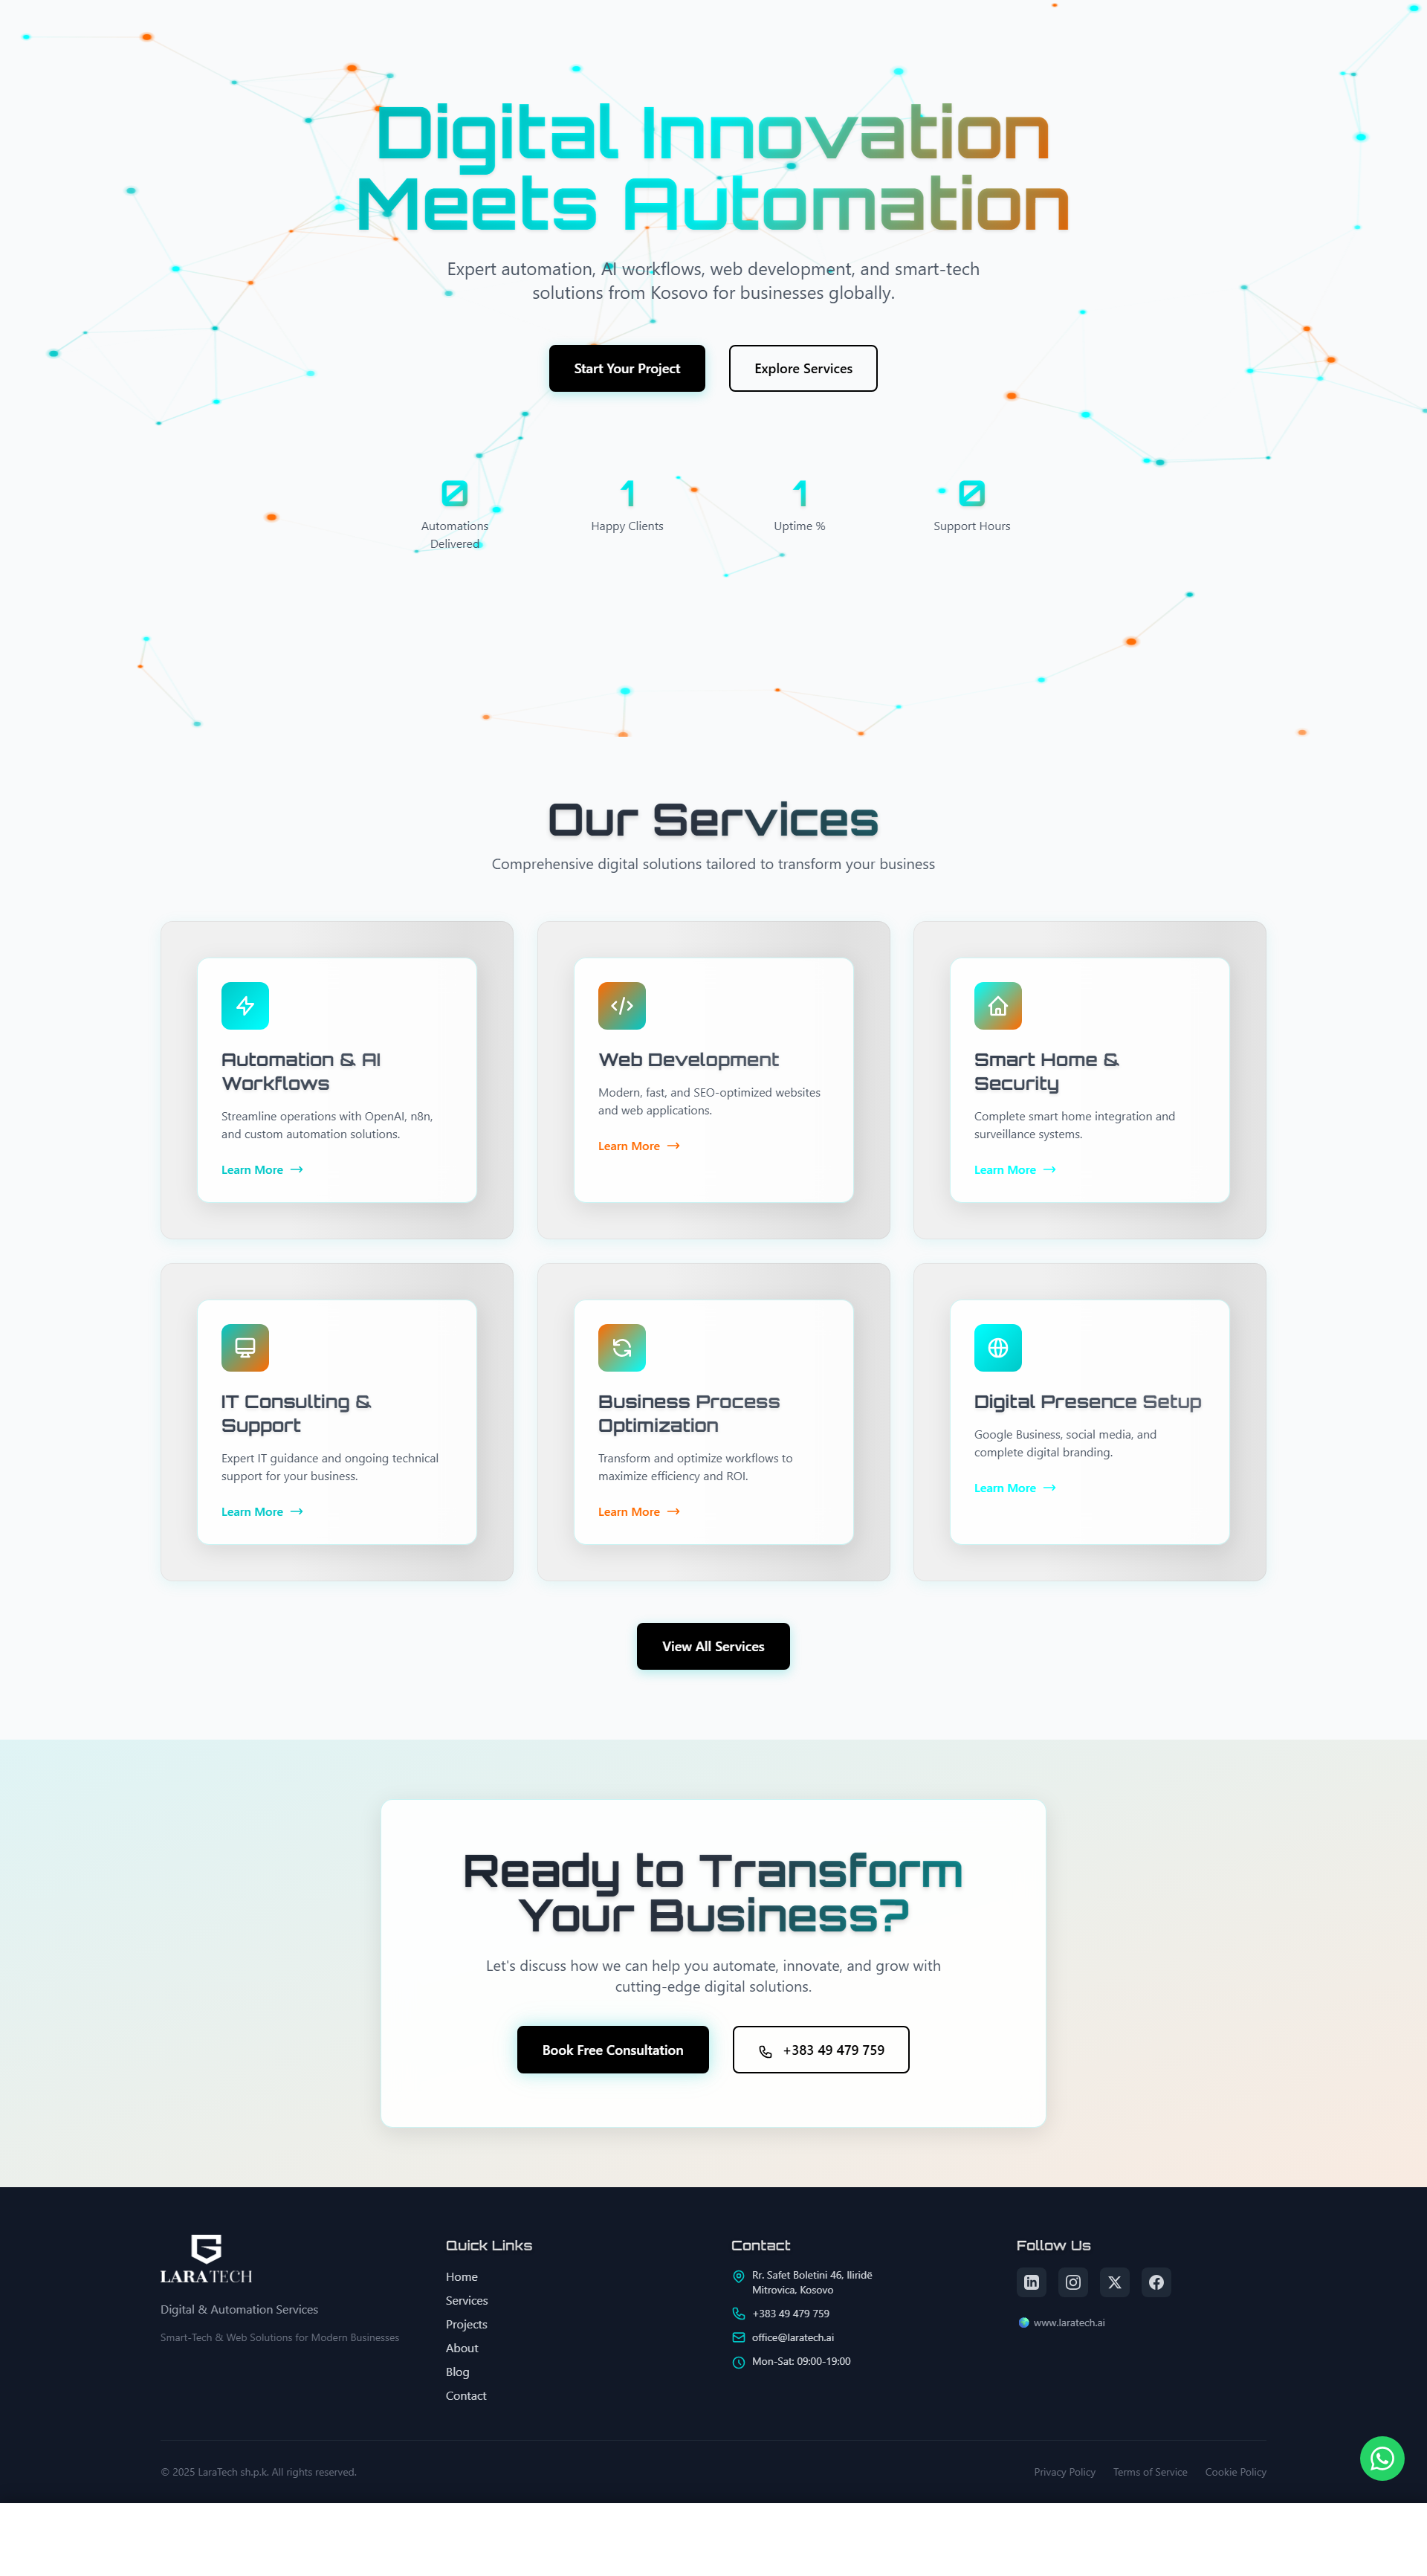 Digital Innovation
Meets Automation
Expert automation, AI workflows, web development, and smart-tech
solutions from Kosovo for businesses globally.
Start Your Project
Explore Services
0
Automations
Delivered
1
Happy Clients
1
Uptime %
0
Support Hours
Our Services
Comprehensive digital solutions tailored to transform your business
Automation & AI
Workflows
Streamline operations with OpenAI, n8n,
and custom automation solutions.
Learn More
Web Development
Modern, fast, and SEO-optimized websites
and web applications.
Learn More
Smart Home &
Security
Complete smart home integration and
surveillance systems.
Learn More
IT Consulting &
Support
Expert IT guidance and ongoing technical
support for your business.
Learn More
Business Process
Optimization
Transform and optimize workflows to
maximize efficiency and ROI.
Learn More
Digital Presence Setup
Google Business, social media, and
complete digital branding.
Learn More
View All Services
Ready to Transform
Your Business?
Let's discuss how we can help you automate, innovate, and grow with
cutting-edge digital solutions.
Book Free Consultation
+383 49 479 759
LARATECH
Digital & Automation Services
Smart-Tech & Web Solutions for Modern Businesses
Quick Links
Home
Services
Projects
About
Blog
Contact
Contact
Rr. Safet Boletini 46, Iliridë
Mitrovica, Kosovo
+383 49 479 759
office@laratech.ai
Mon-Sat: 09:00-19:00
Follow Us
www.laratech.ai
© 2025 LaraTech sh.p.k. All rights reserved.
Privacy Policy
Terms of Service
Cookie Policy